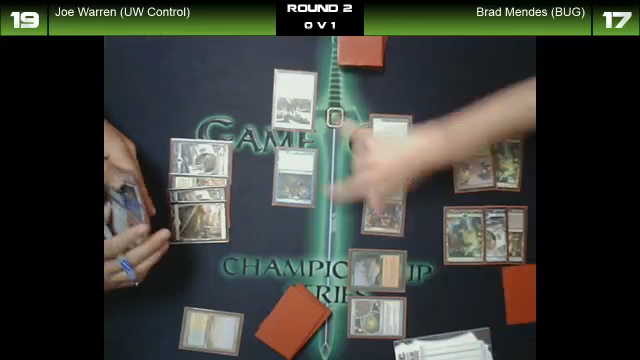 19
Joe Warren (UW Control)
ROUND 2
0 V 1
Brad Mendes (BUG)
17
GAME
CHAMPIONSHIP
SERIES